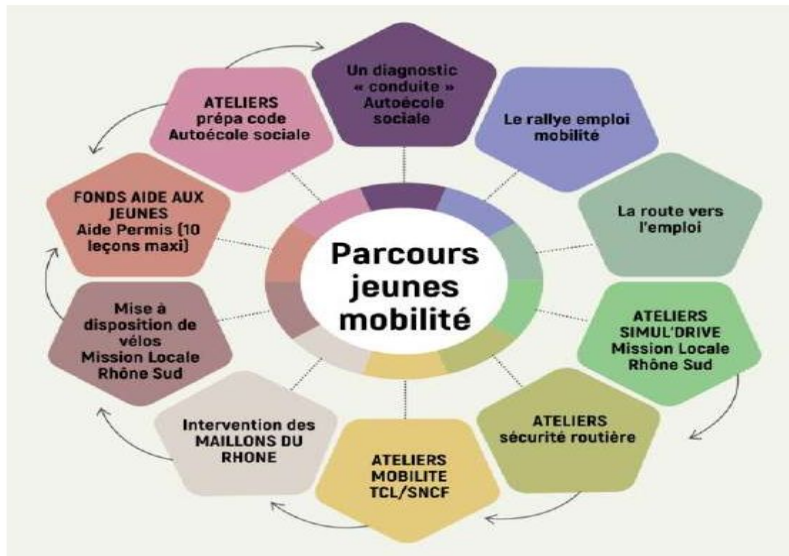 Parcours
jeunes
mobilité
Un diagnostic
« conduite »
Autoécole
sociale
Le rallye emploi
mobilité
La route vers
l'emploi
ATELIERS
SIMUL'DRIVE
Mission Locale
Rhône Sud
ATELIERS
sécurité routière
ATELIERS
MOBILITE
TCL/SNCF
Intervention des
MAILLONS DU
RHONE
Mise à
disposition de
vélos
Mission Locale
Rhône Sud
FONDS AIDE AUX
JEUNES
Aide Permis (10
leçons maxi)
ATELIERS
prépa code
Autoécole sociale